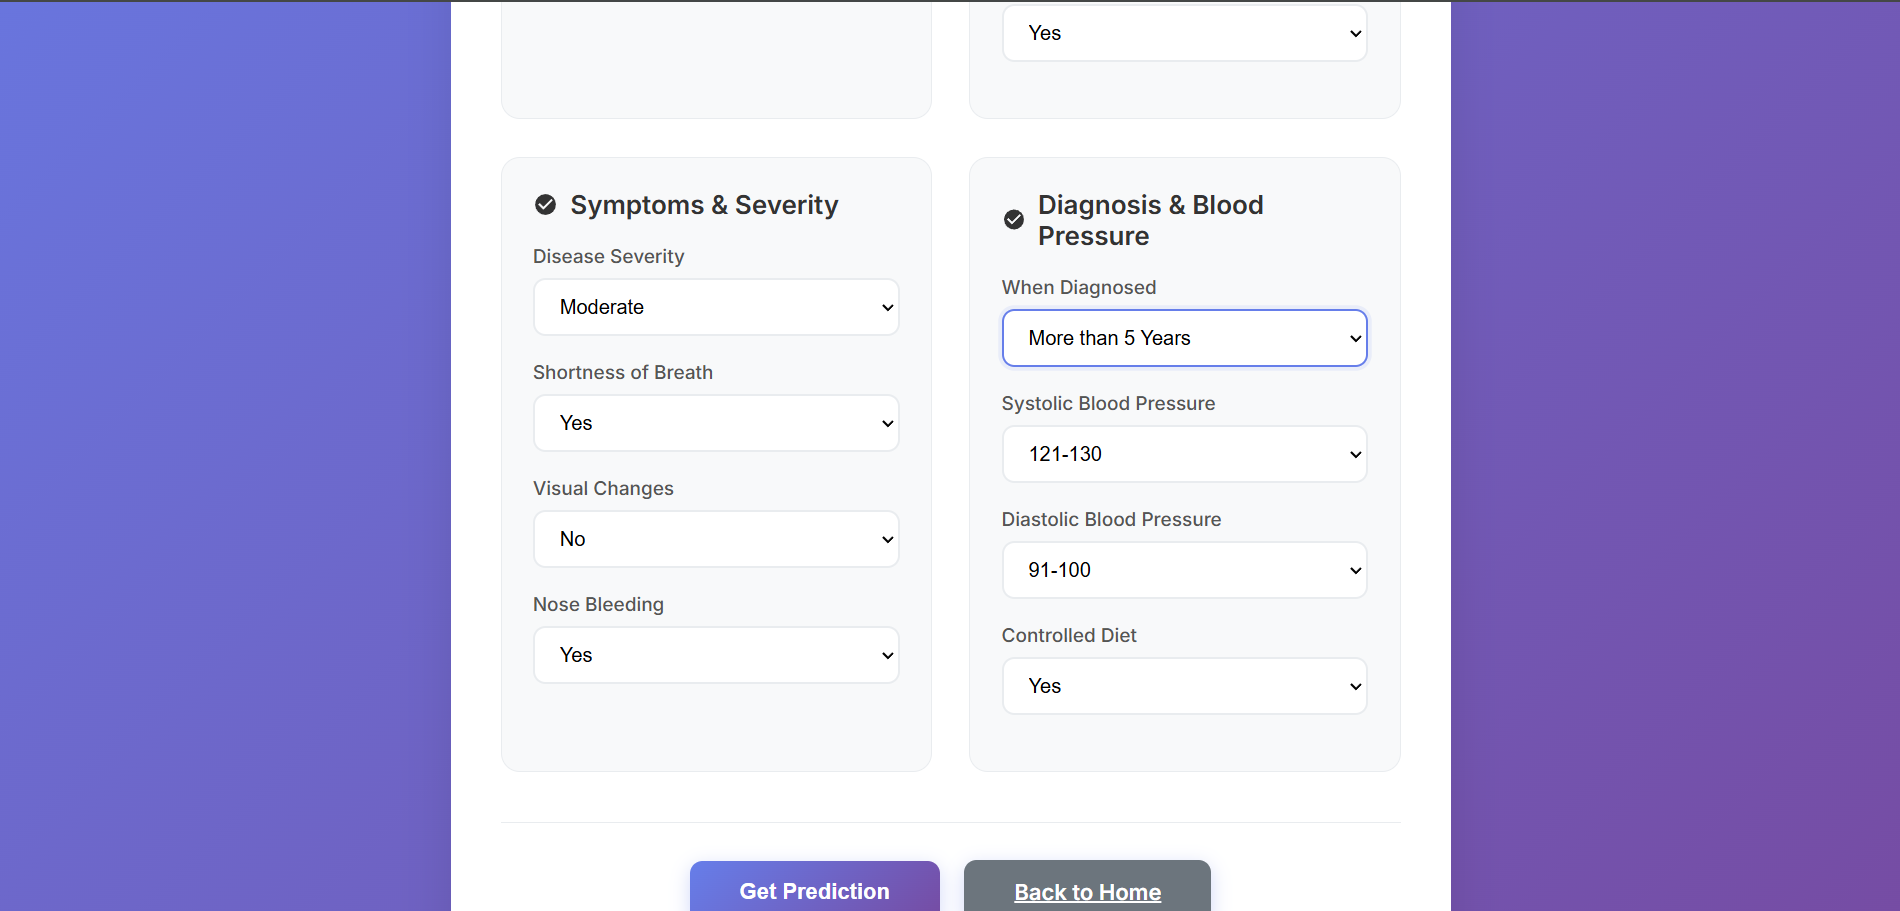 Yes
Symptoms & Severity
Disease Severity
Moderate
Shortness of Breath
Yes
Visual Changes
No
Nose Bleeding
Yes
Diagnosis & Blood
Pressure
When Diagnosed
More than 5 Years
Systolic Blood Pressure
121-130
Diastolic Blood Pressure
91-100
Controlled Diet
Yes
Get Prediction
Back to Home